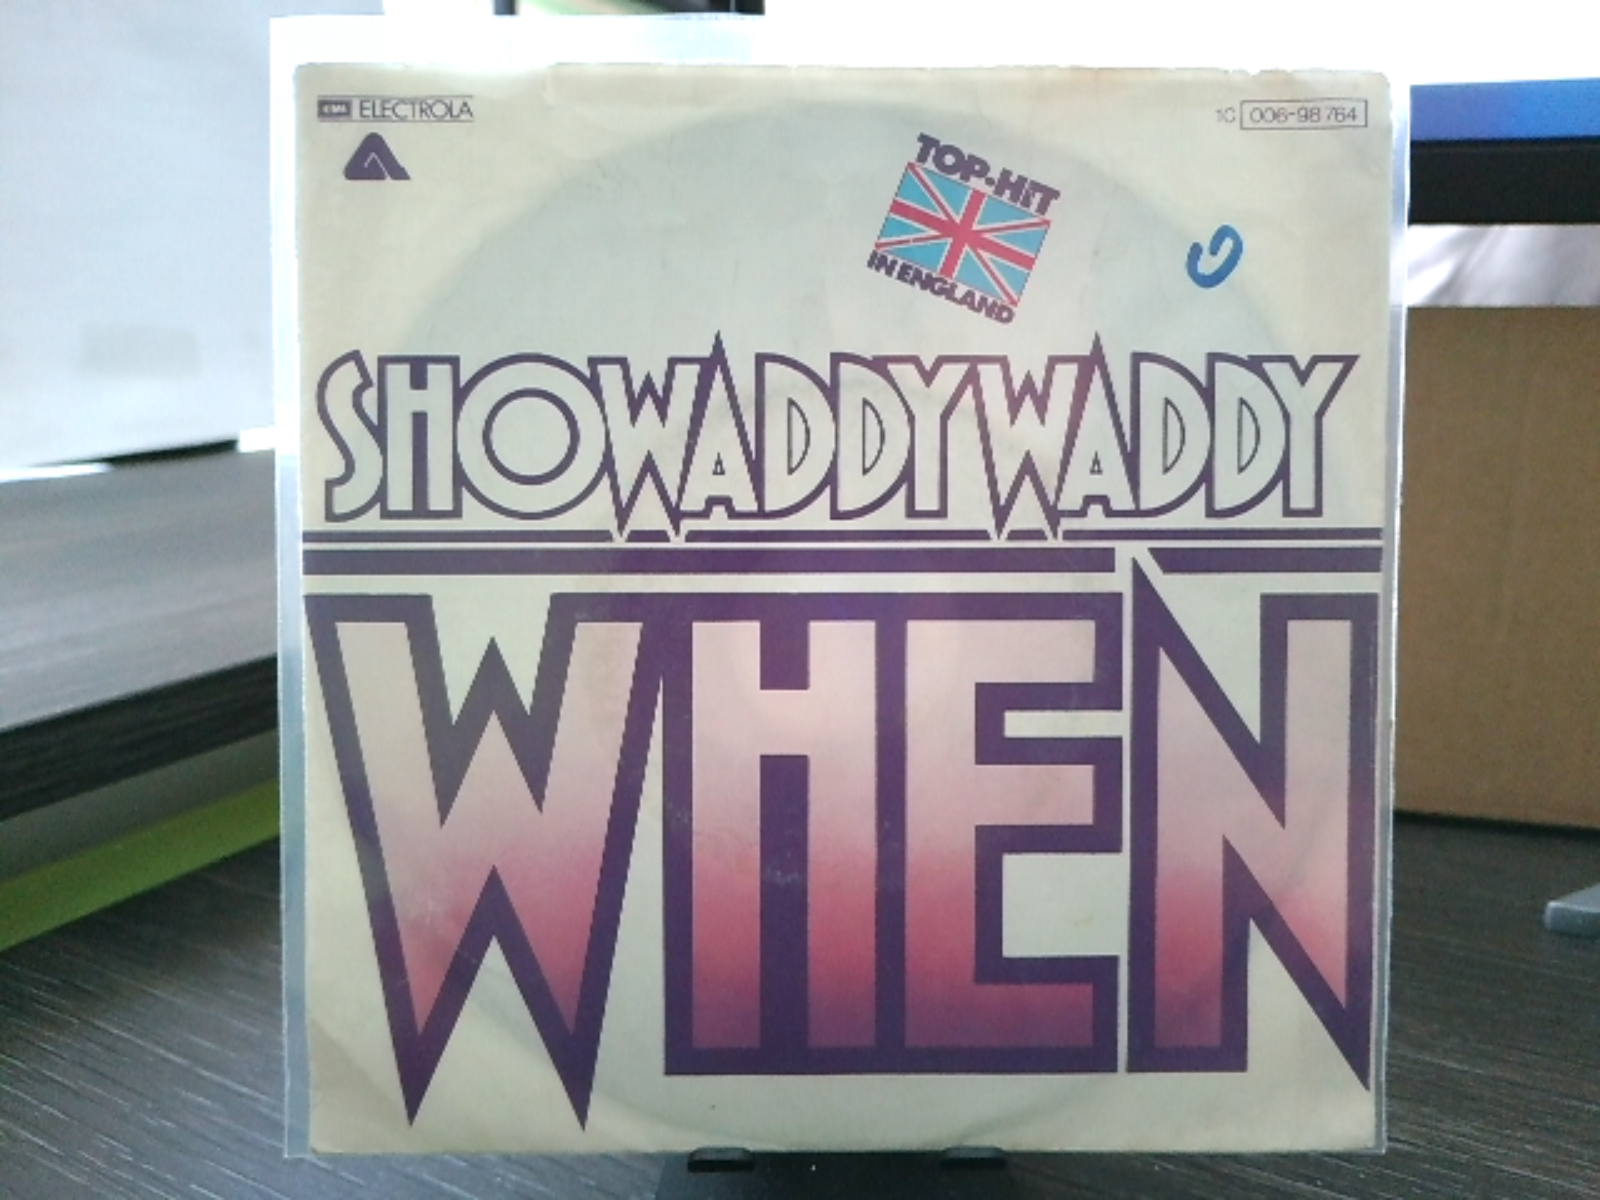 EMI ELECTROLA
1C 006-98 764
TOP-HIT
IN ENGLAND
SHOWADDYWADDY
WHEN